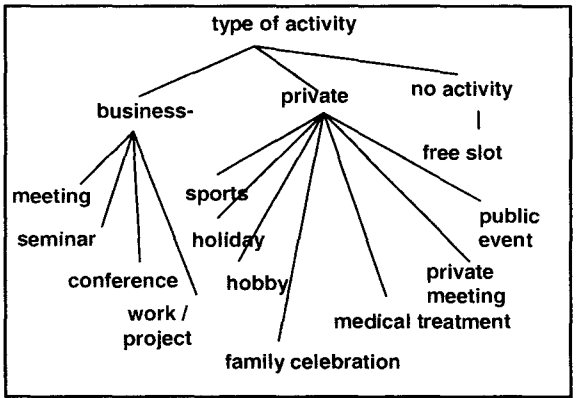 type of activity
business-
private
no activity
free slot
meeting
seminar
conference
work /
project
sports
holiday
hobby
family celebration
medical treatment
private
meeting
public
event